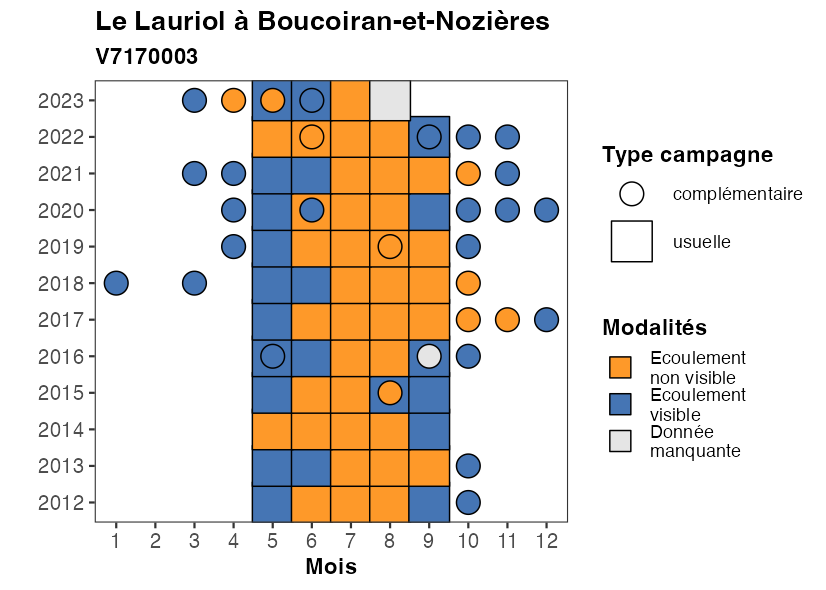 Le Lauriol à Boucoiran-et-Nozières
V7170003
2023
2022
2021
2020
2019
2018
2017
2016
2015
2014
2013
2012
1 2 3 4 5 6 7 8 9 10 11 12
Mois
Type campagne
complémentaire
usuelle
Modalités
Ecoulement
non visible
Ecoulement
visible
Donnée
manquante